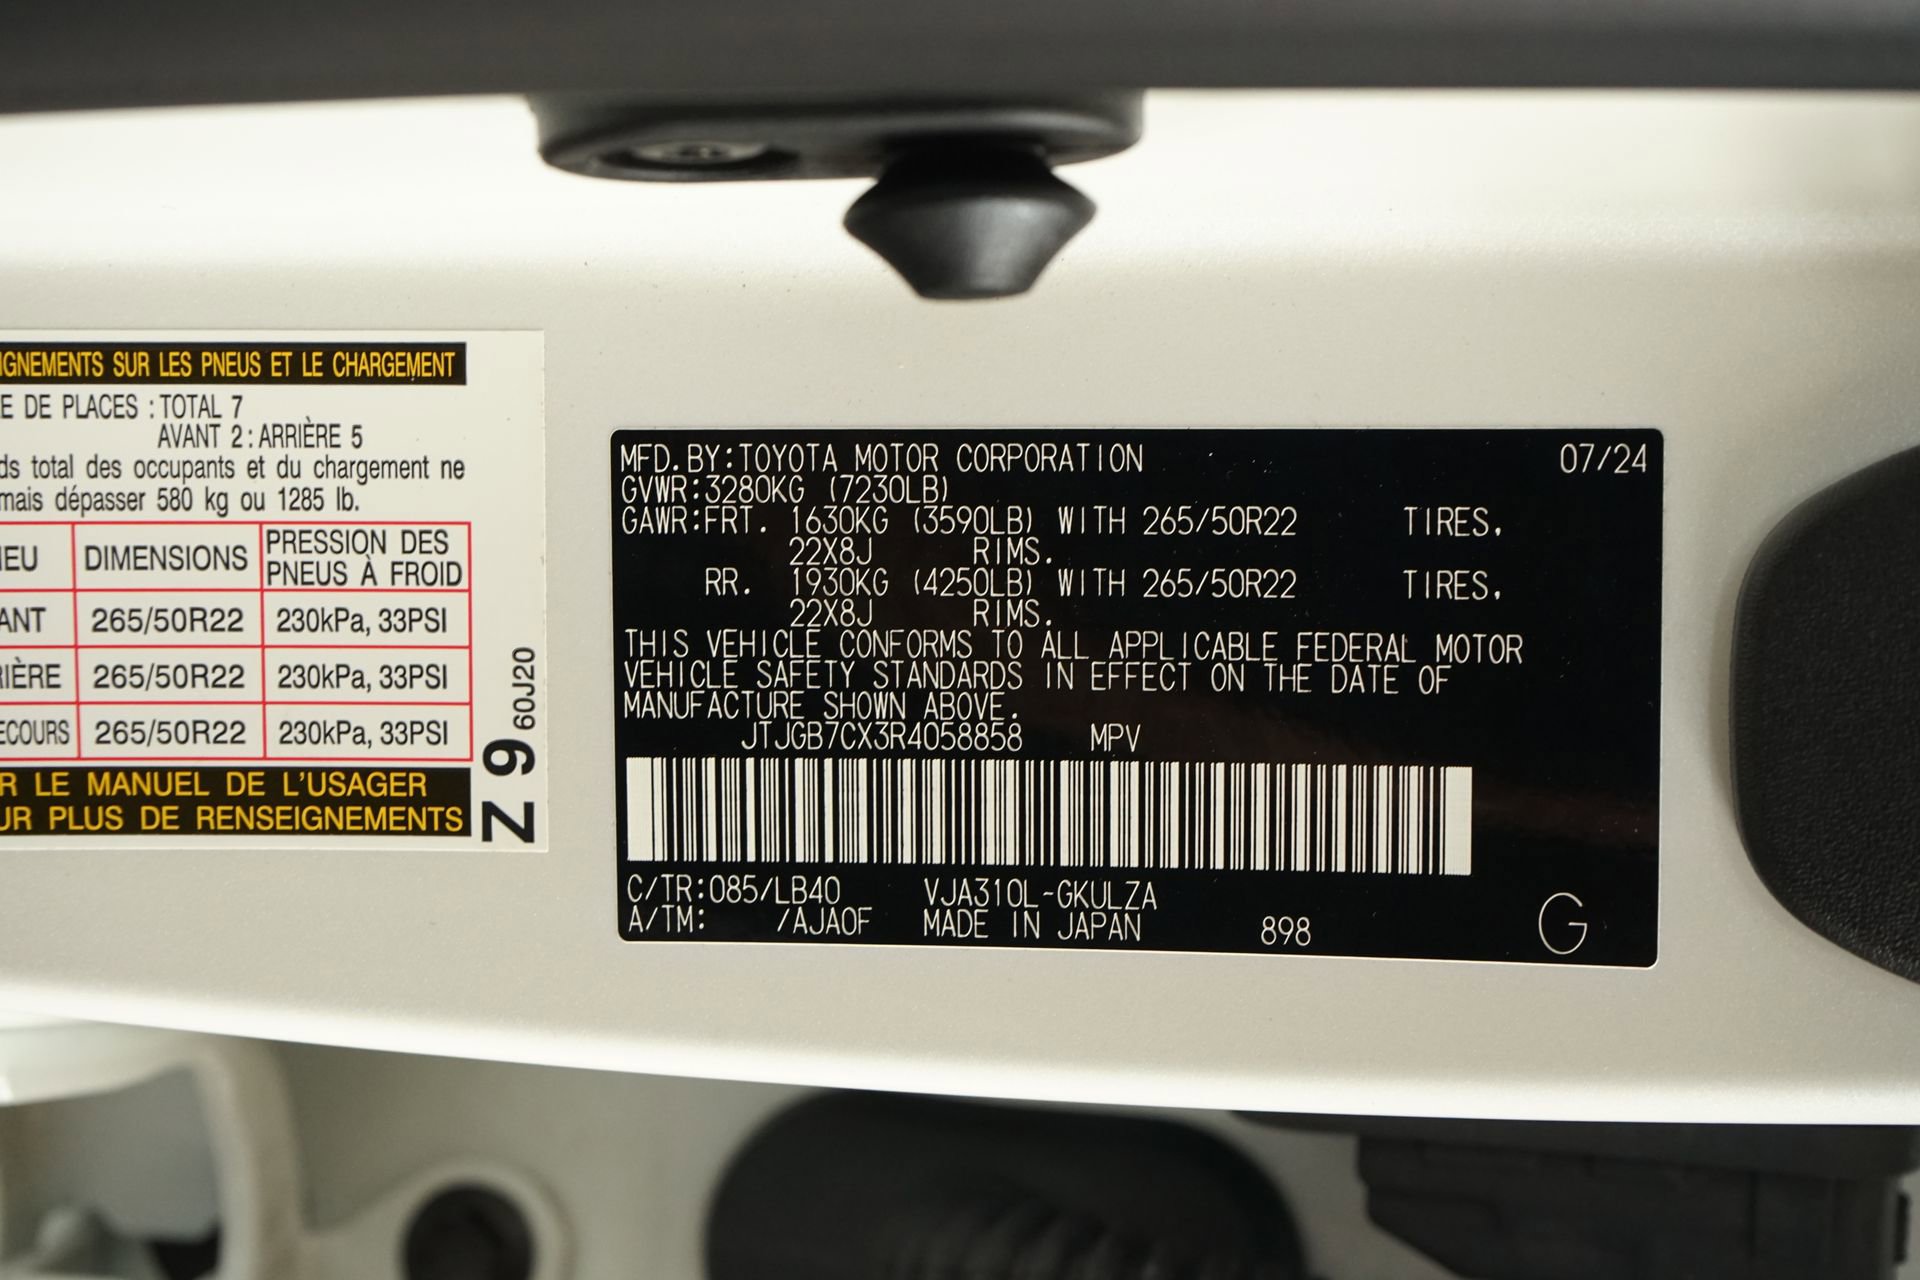 IGNEMENTS SUR LES PNEUS ET LE CHARGEMENT
E DE PLACES : TOTAL 7
AVANT 2 : ARRIÈRE 5
ds total des occupants et du chargement ne
mais dépasser 580 kg ou 1285 lb.
IEU DIMENSIONS PRESSION DES PNEUS À FROID
ANT 265/50R22 230kPa, 33PSI
RIÈRE 265/50R22 230kPa, 33PSI
ECOURS 265/50R22 230kPa, 33PSI
R LE MANUEL DE L'USAGER
UR PLUS DE RENSEIGNEMENTS
Z 9 60J20
MFD.BY:TOYOTA MOTOR CORPORATION 07/24
GVWR:3280KG (7230LB)
GAWR:FRT. 1630KG (3590LB) WITH 265/50R22 TIRES,
22X8J RIMS.
RR. 1930KG (4250LB) WITH 265/50R22 TIRES,
22X8J RIMS.
THIS VEHICLE CONFORMS TO ALL APPLICABLE FEDERAL MOTOR
VEHICLE SAFETY STANDARDS IN EFFECT ON THE DATE OF
MANUFACTURE SHOWN ABOVE.
JTJGB7CX3R4058858 MPV
C/TR:085/LB40 VJA310L-GKULZA
A/TM: /AJA0F MADE IN JAPAN 898 G